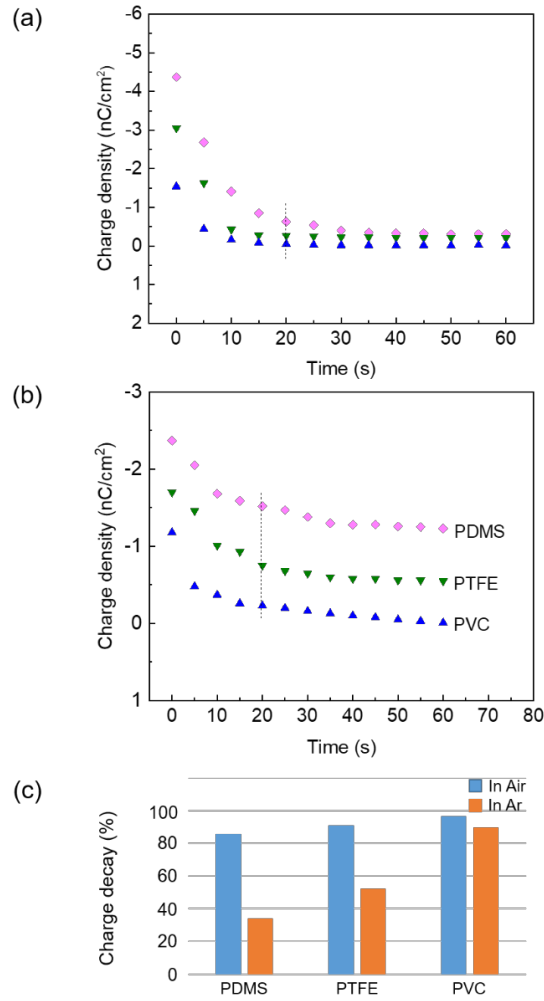 (a)
Charge density (nC/cm²)
-6
-5
-4
-3
-2
-1
0
1
2
0 10 20 30 40 50 60
Time (s)
(b)
Charge density (nC/cm²)
-3
-2
-1
0
1
PDMS
PTFE
PVC
0 10 20 30 40 50 60 70 80
Time (s)
(c)
Charge decay (%)
In Air
In Ar
100
80
60
40
20
0
PDMS PTFE PVC